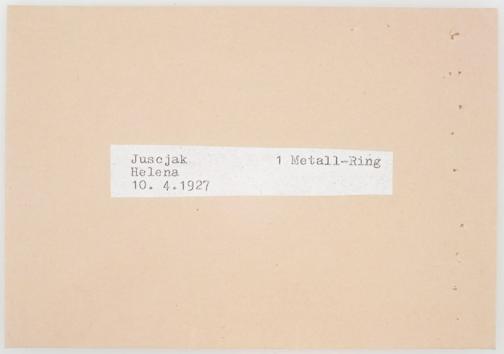 Juscjak 1 Metall-Ring
Helena
10. 4.1927